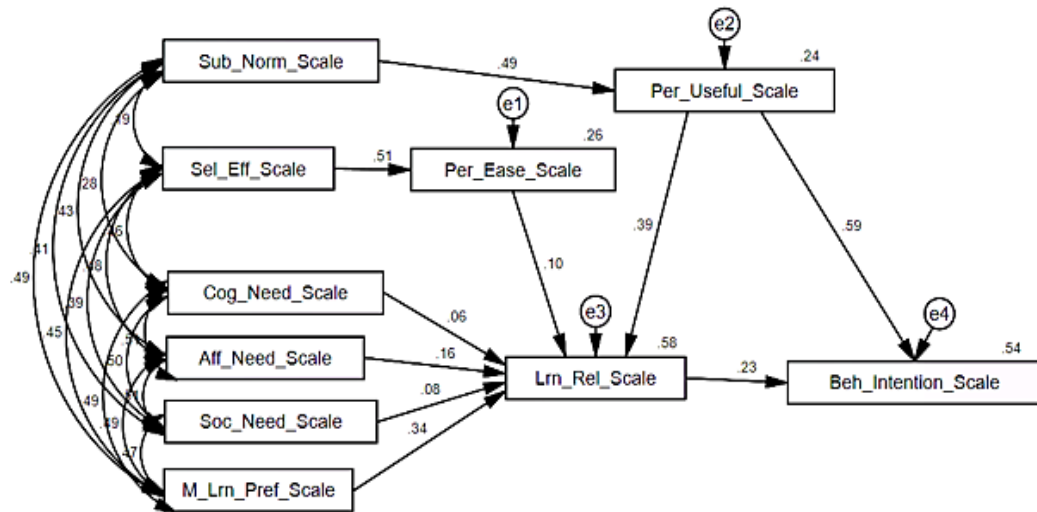 e2
Sub_Norm_Scale
.49
.24
Per_Useful_Scale
e1
.19
.26
Sel_Eff_Scale
.51
Per_Ease_Scale
.28
.43
.41
.39
.59
.49
.39
.10
Cog_Need_Scale
e3
e4
.06
.45
.58
.54
.50
Aff_Need_Scale
.16
Lrn_Rel_Scale
.23
Beh_Intention_Scale
.49
.08
Soc_Need_Scale
.49
.34
.47
M_Lrn_Pref_Scale